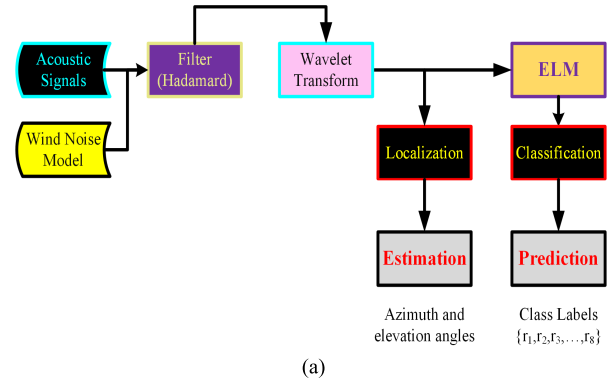 Acoustic
Signals
Filter
(Hadamard)
Wavelet
Transform
ELM
Wind Noise
Model
Localization
Classification
Estimation
Prediction
Azimuth and
elevation angles
Class Labels
{r₁,r₂,r₃,…,r₈}
(a)